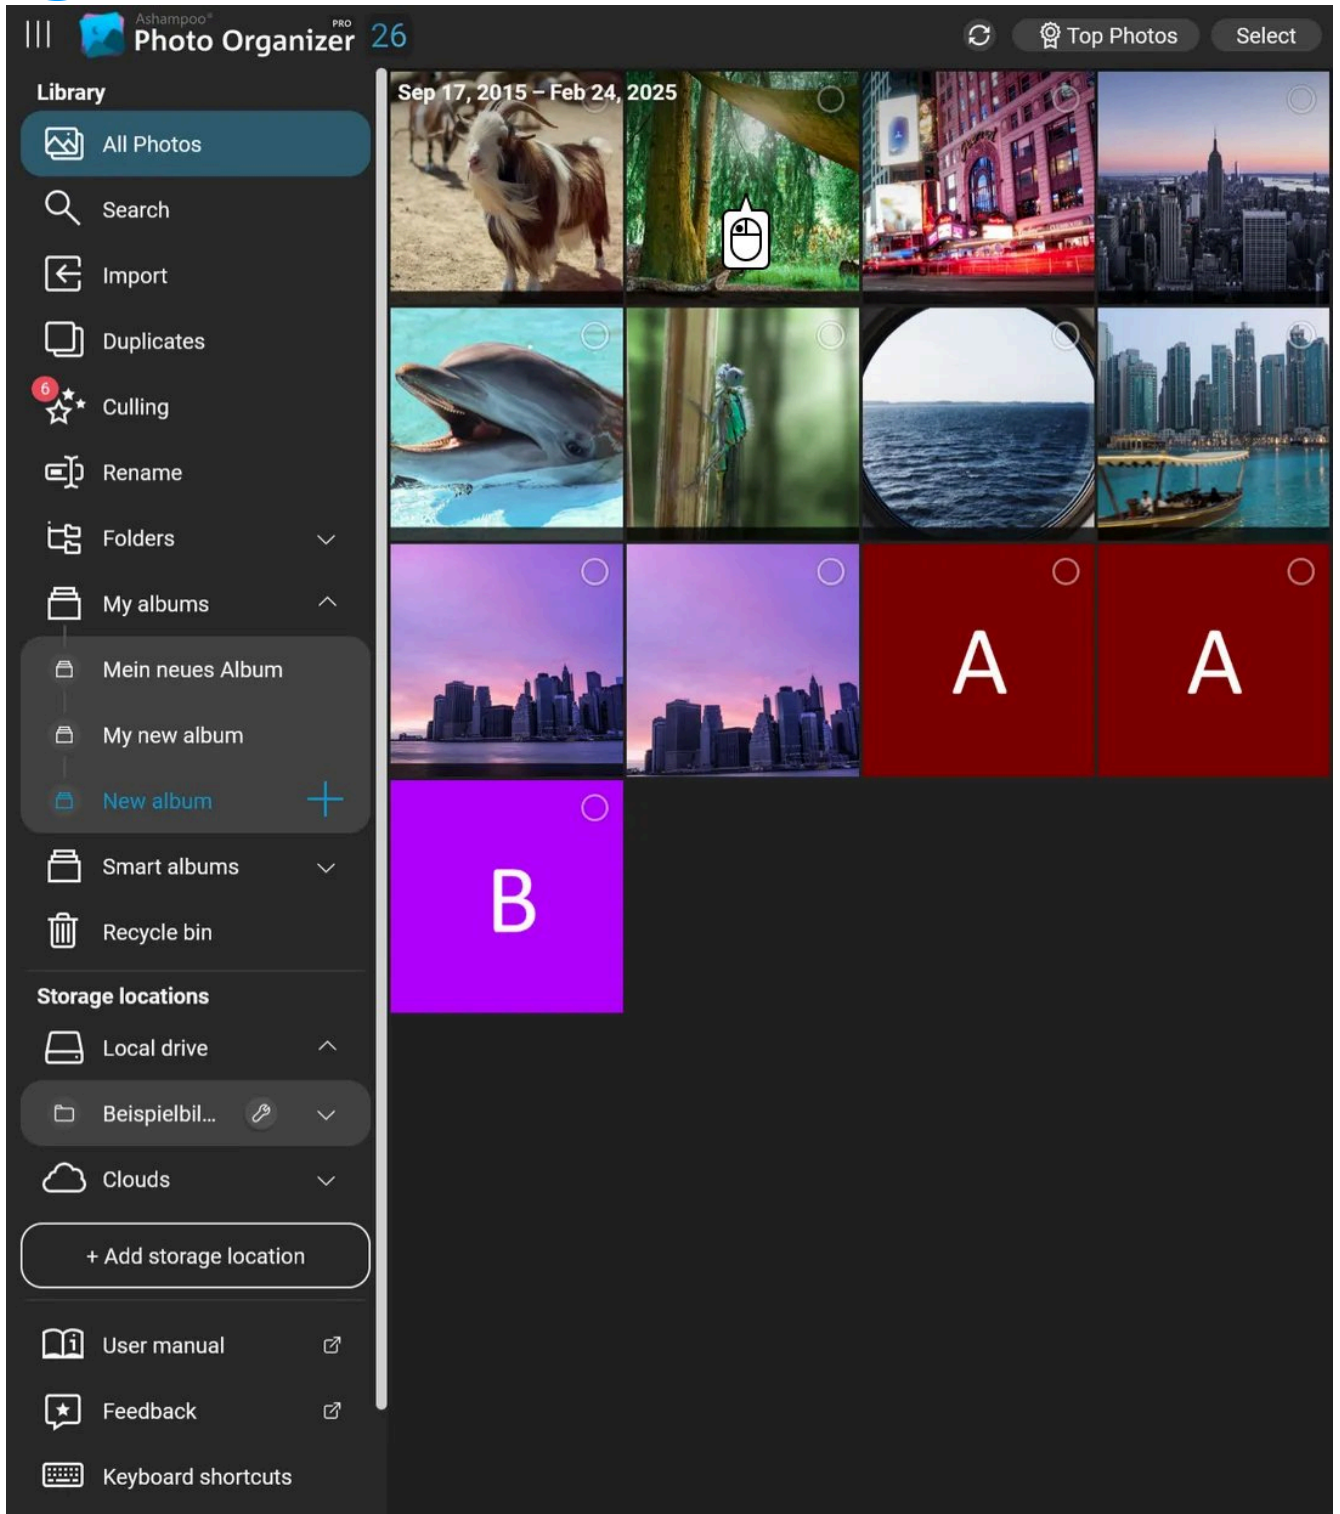 Ashampoo®
Photo Organizer PRO 26
Top Photos
Select
Library
All Photos
Search
Import
Duplicates
6
Culling
Rename
Folders
My albums
Mein neues Album
My new album
New album
Smart albums
Recycle bin
Storage locations
Local drive
Beispielbil...
Clouds
+ Add storage location
User manual
Feedback
Keyboard shortcuts
Sep 17, 2015 – Feb 24, 2025
A
A
B